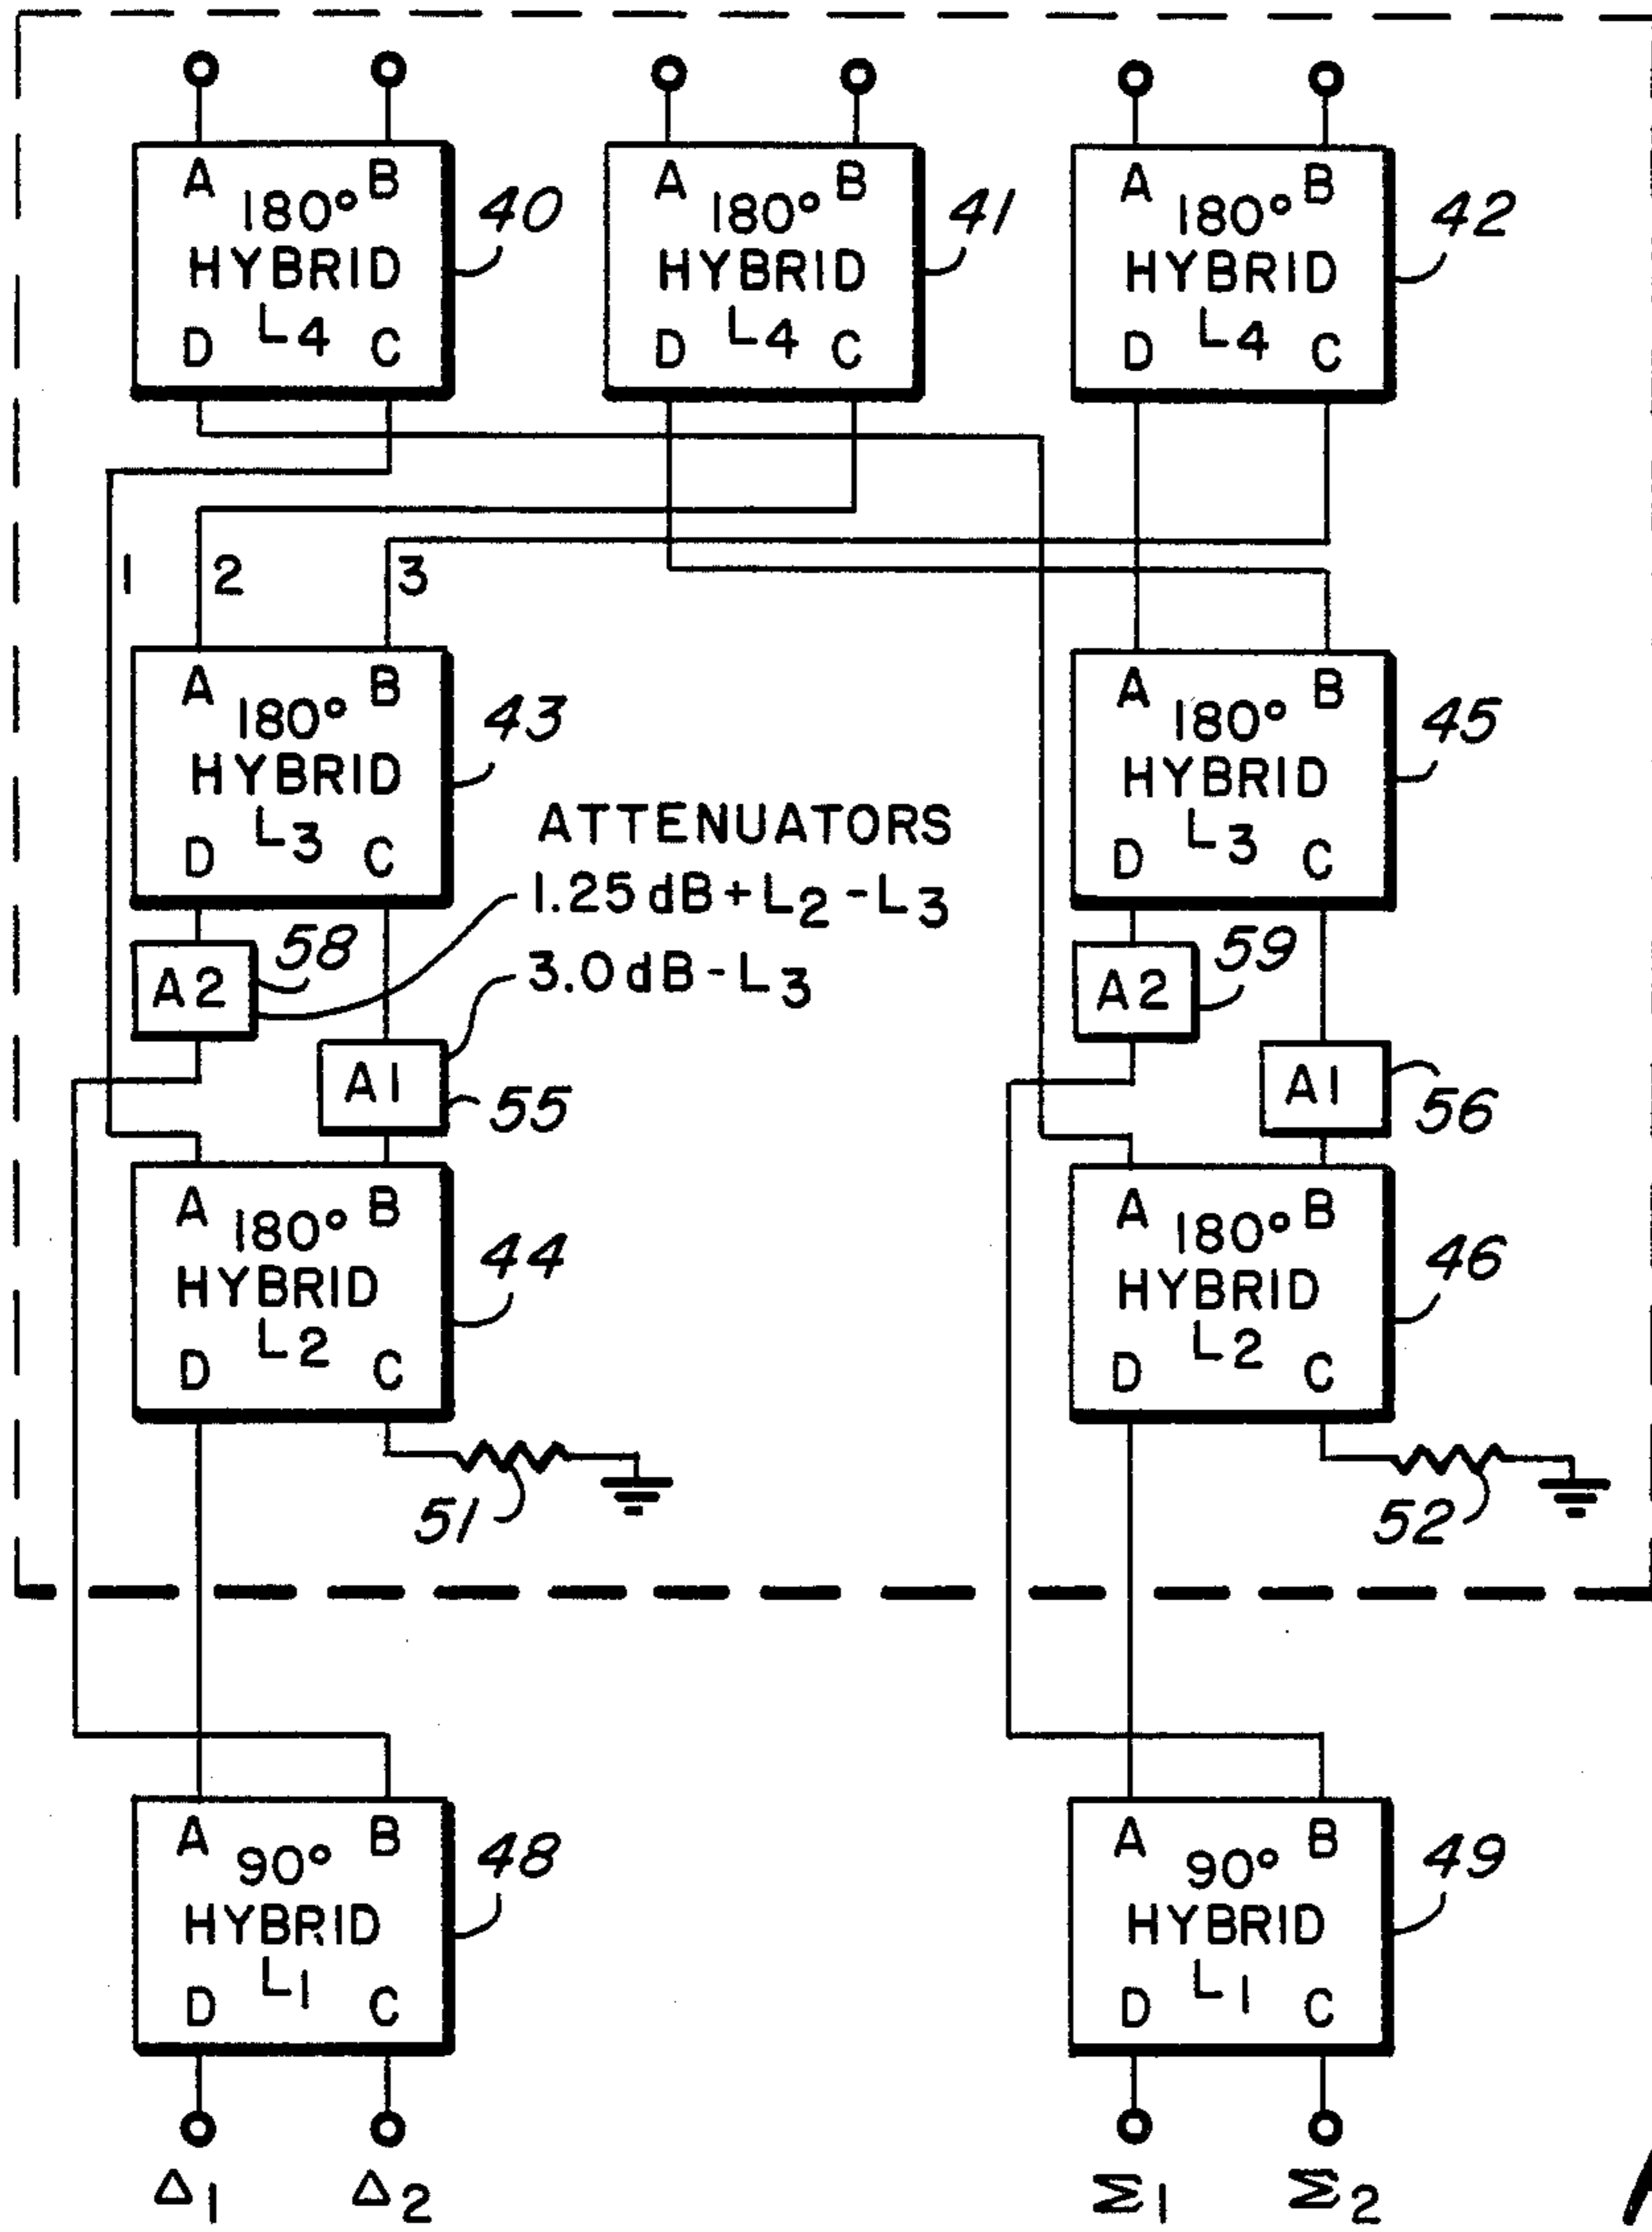 A 180° B
HYBRID
D L4 C
40
A 180° B
HYBRID
D L4 C
41
A 180° B
HYBRID
D L4 C
42
1 2 3
A 180° B
HYBRID
D L3 C
43
A 180° B
HYBRID
D L3 C
45
ATTENUATORS
1.25 dB + L2 - L3
3.0 dB - L3
A2 58
A1 55
A2 59
A1 56
A 180° B
HYBRID
D L2 C
44
A 180° B
HYBRID
D L2 C
46
51
52
A 90° B
HYBRID
D L1 C
48
A 90° B
HYBRID
D L1 C
49
Δ1 Δ2
Σ1 Σ2